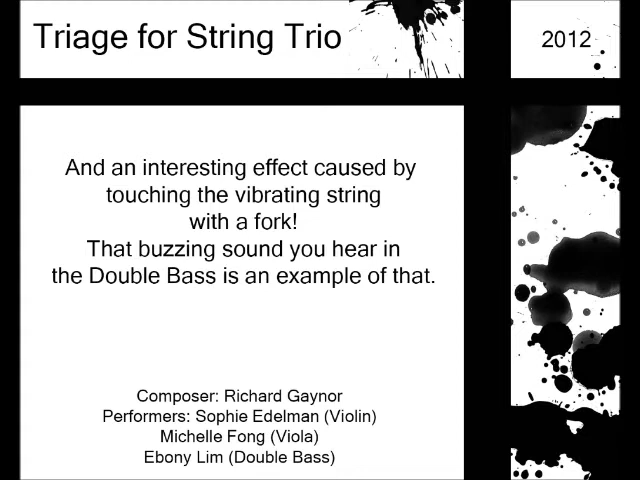 Triage for String Trio
2012
And an interesting effect caused by
touching the vibrating string
with a fork!
That buzzing sound you hear in
the Double Bass is an example of that.
Composer: Richard Gaynor
Performers: Sophie Edelman (Violin)
Michelle Fong (Viola)
Ebony Lim (Double Bass)